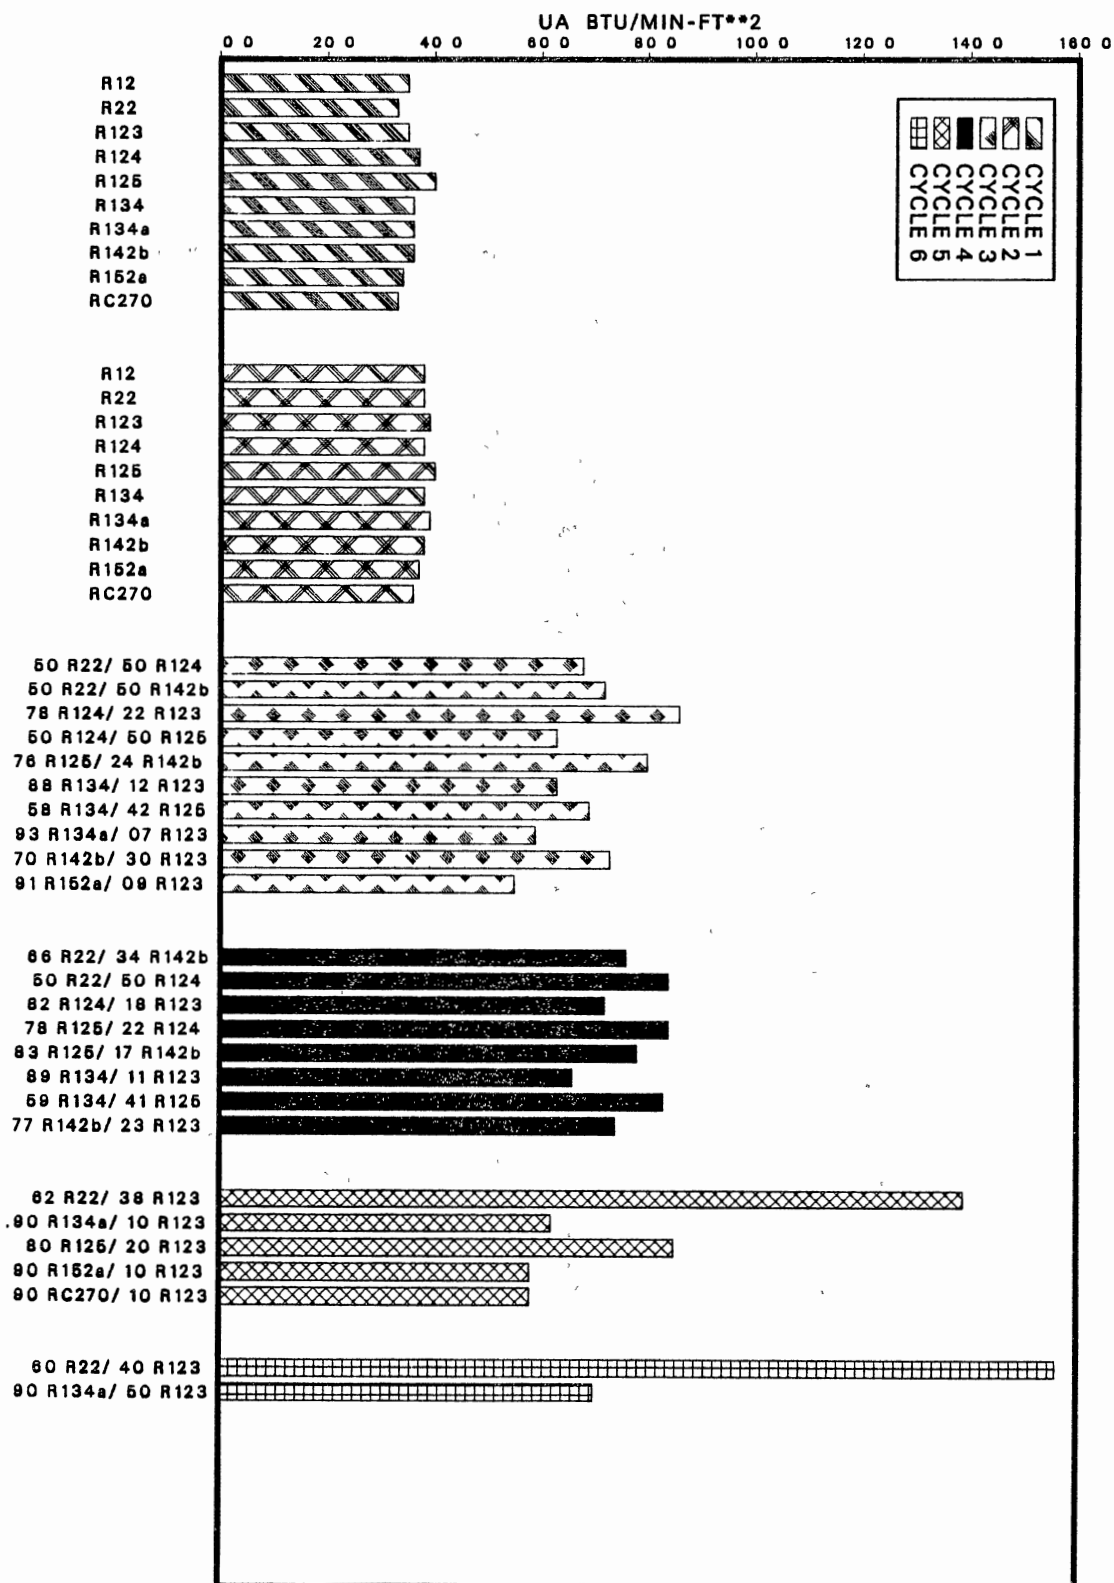 UA BTU/MIN-FT**2
0 0 20 0 40 0 60 0 80 0 100 0 120 0 140 0 160 0
CYCLE 1
CYCLE 2
CYCLE 3
CYCLE 4
CYCLE 5
CYCLE 6
R12
R22
R123
R124
R125
R134
R134a
R142b
R152a
RC270
R12
R22
R123
R124
R125
R134
R134a
R142b
R152a
RC270
50 R22/ 50 R124
50 R22/ 50 R142b
78 R124/ 22 R123
50 R124/ 50 R125
76 R125/ 24 R142b
88 R134/ 12 R123
58 R134/ 42 R125
93 R134a/ 07 R123
70 R142b/ 30 R123
91 R152a/ 09 R123
66 R22/ 34 R142b
50 R22/ 50 R124
82 R124/ 18 R123
78 R125/ 22 R124
83 R125/ 17 R142b
89 R134/ 11 R123
59 R134/ 41 R125
77 R142b/ 23 R123
62 R22/ 38 R123
.90 R134a/ 10 R123
80 R125/ 20 R123
90 R152a/ 10 R123
90 RC270/ 10 R123
60 R22/ 40 R123
90 R134a/ 50 R123